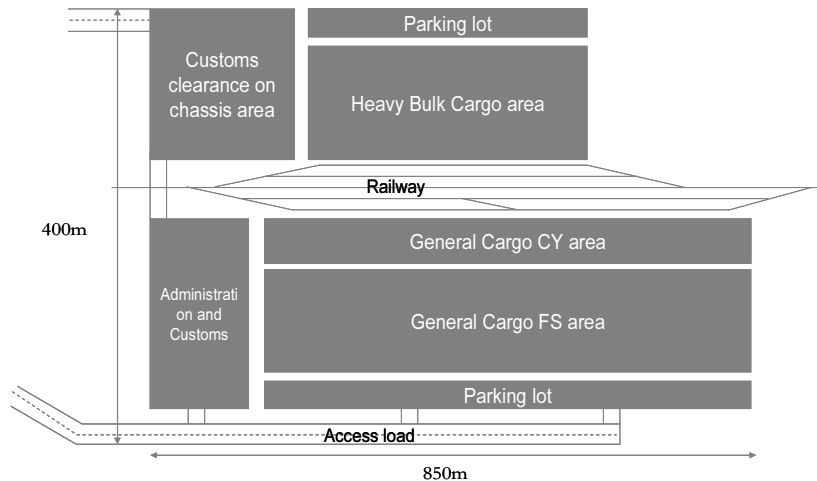 Parking lot
Customs
clearance on
chassis area
Heavy Bulk Cargo area
Railway
400m
General Cargo CY area
Administrati
on and
Customs
General Cargo FS area
Parking lot
Access load
850m